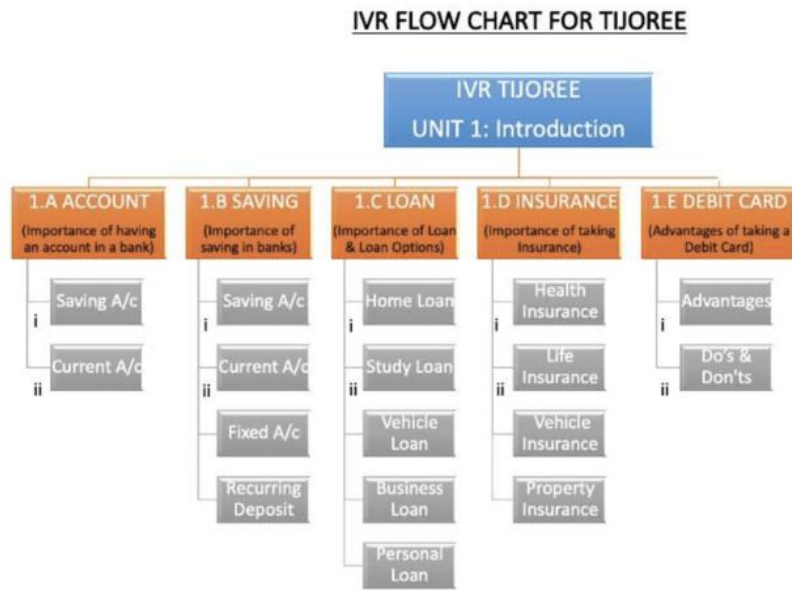 IVR FLOW CHART FOR TIJOREE
IVR TIJOREE
UNIT 1: Introduction
1.A ACCOUNT
(Importance of having
an account in a bank)
i
Saving A/c
ii
Current A/c
1.B SAVING
(Importance of
saving in banks)
i
Saving A/c
ii
Current A/c
Fixed A/c
Recurring
Deposit
1.C LOAN
(Importance of Loan
& Loan Options)
i
Home Loan
ii
Study Loan
Vehicle
Loan
Business
Loan
Personal
Loan
1.D INSURANCE
(Importance of taking
Insurance)
i
Health
Insurance
ii
Life
Insurance
Vehicle
Insurance
Property
Insurance
1.E DEBIT CARD
(Advantages of taking a
Debit Card)
i
Advantages
ii
Do's &
Don'ts